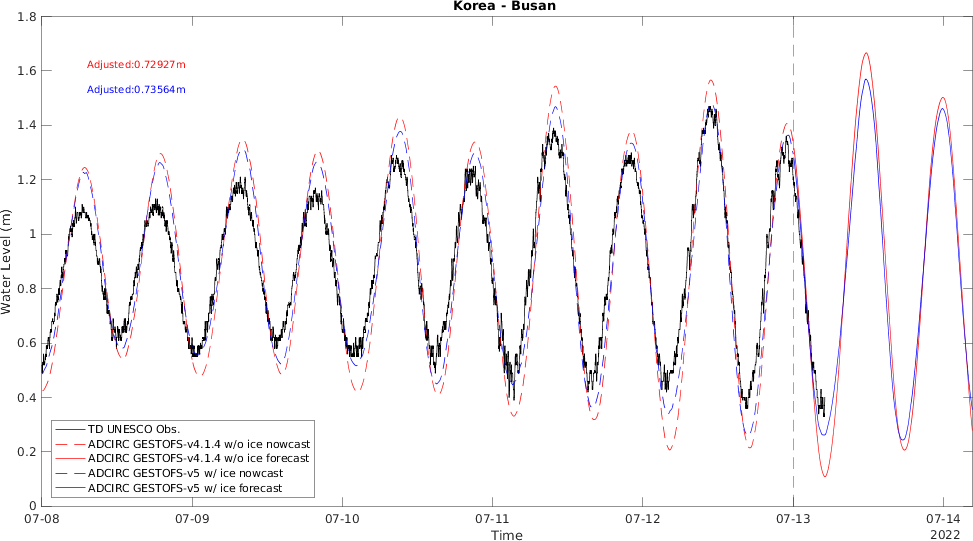 Korea - Busan
1.8
1.6
1.4
1.2
1
0.8
0.6
0.4
0.2
0
Water Level (m)
Adjusted:0.72927m
Adjusted:0.73564m
TD UNESCO Obs.
ADCIRC GESTOFS-v4.1.4 w/o ice nowcast
ADCIRC GESTOFS-v4.1.4 w/o ice forecast
ADCIRC GESTOFS-v5 w/ ice nowcast
ADCIRC GESTOFS-v5 w/ ice forecast
07-08 07-09 07-10 07-11 07-12 07-13 07-14
Time
2022